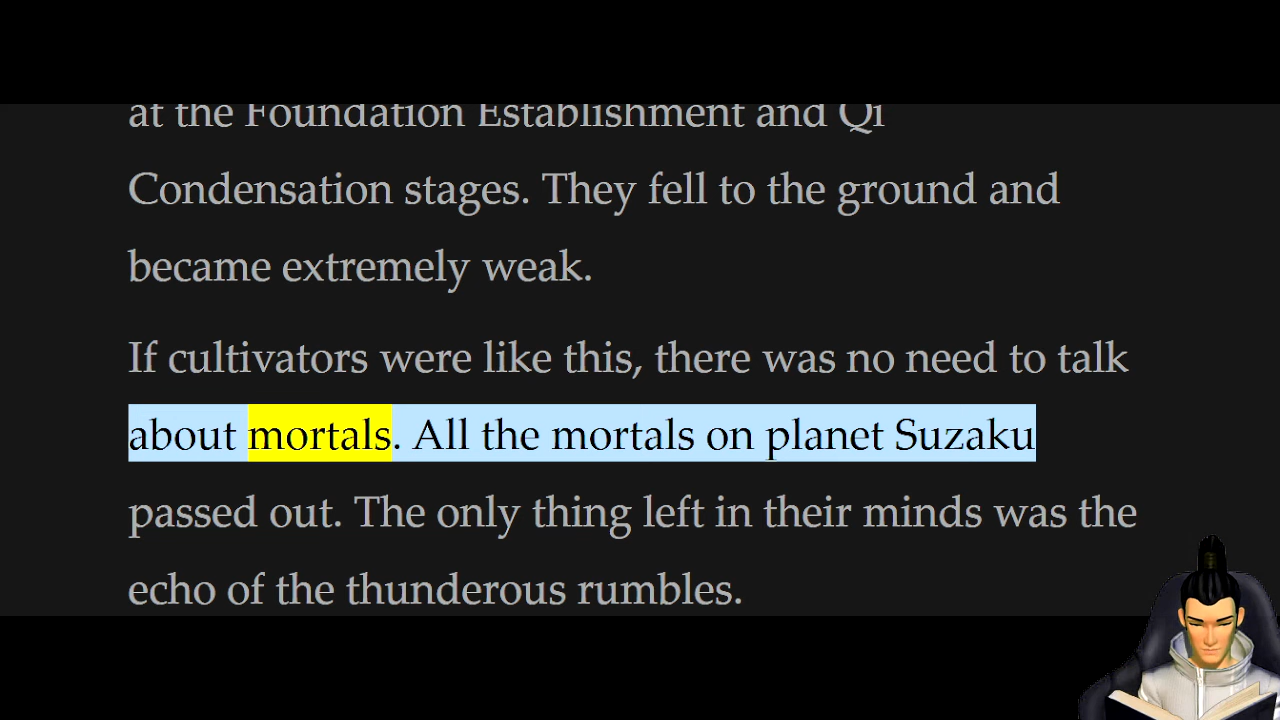 at the Foundation Establishment and Qi
Condensation stages. They fell to the ground and
became extremely weak.
If cultivators were like this, there was no need to talk
about mortals. All the mortals on planet Suzaku
passed out. The only thing left in their minds was the
echo of the thunderous rumbles.